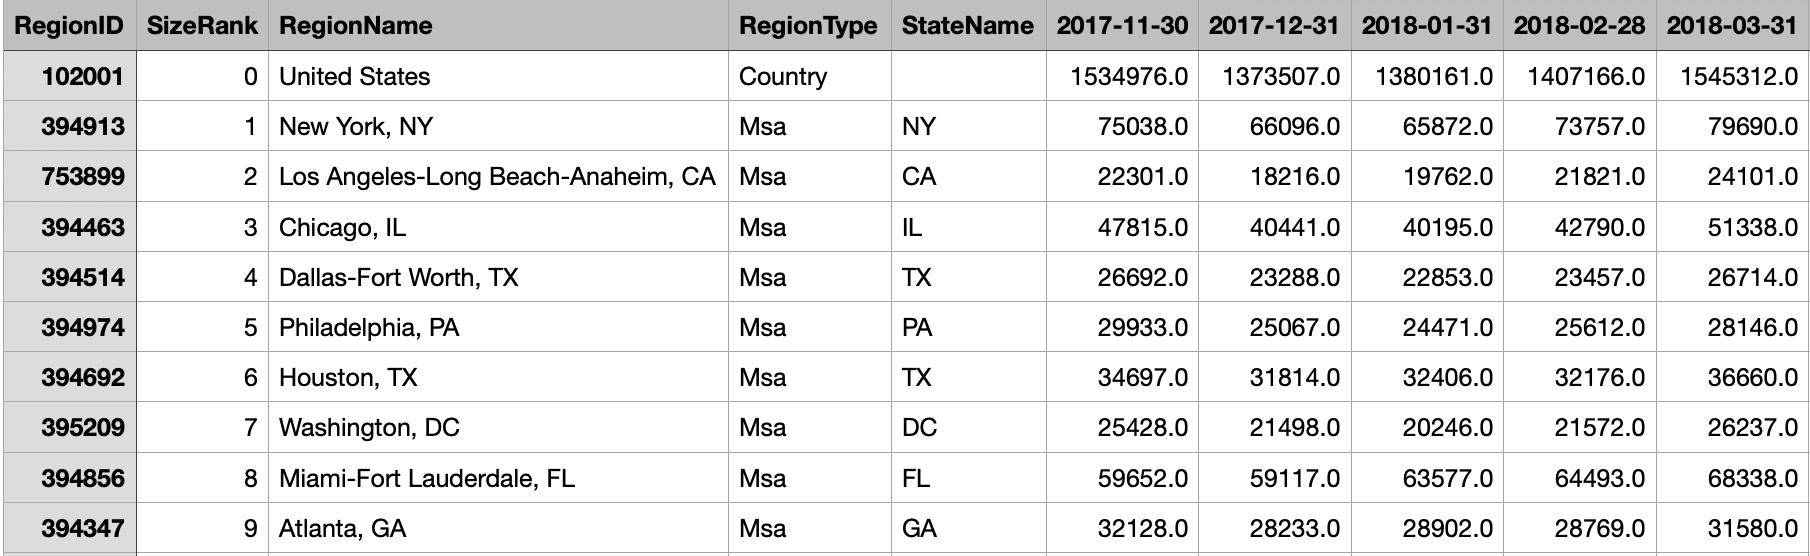 RegionID SizeRank RegionName RegionType StateName 2017-11-30 2017-12-31 2018-01-31 2018-02-28 2018-03-31
102001 0 United States Country 1534976.0 1373507.0 1380161.0 1407166.0 1545312.0
394913 1 New York, NY Msa NY 75038.0 66096.0 65872.0 73757.0 79690.0
753899 2 Los Angeles-Long Beach-Anaheim, CA Msa CA 22301.0 18216.0 19762.0 21821.0 24101.0
394463 3 Chicago, IL Msa IL 47815.0 40441.0 40195.0 42790.0 51338.0
394514 4 Dallas-Fort Worth, TX Msa TX 26692.0 23288.0 22853.0 23457.0 26714.0
394974 5 Philadelphia, PA Msa PA 29933.0 25067.0 24471.0 25612.0 28146.0
394692 6 Houston, TX Msa TX 34697.0 31814.0 32406.0 32176.0 36660.0
395209 7 Washington, DC Msa DC 25428.0 21498.0 20246.0 21572.0 26237.0
394856 8 Miami-Fort Lauderdale, FL Msa FL 59652.0 59117.0 63577.0 64493.0 68338.0
394347 9 Atlanta, GA Msa GA 32128.0 28233.0 28902.0 28769.0 31580.0